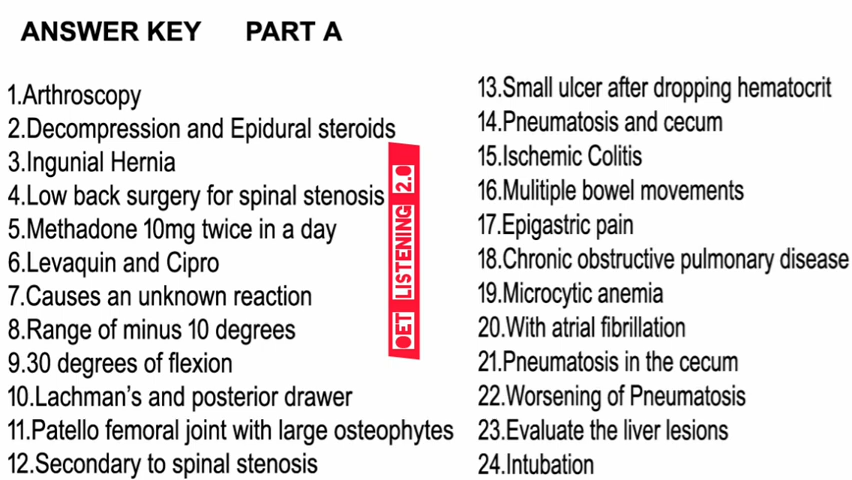 ANSWER KEY PART A
1.Arthroscopy
2.Decompression and Epidural steroids
3.Ingunial Hernia
4.Low back surgery for spinal stenosis
5.Methadone 10mg twice in a day
6.Levaquin and Cipro
7.Causes an unknown reaction
8.Range of minus 10 degrees
9.30 degrees of flexion
10.Lachman's and posterior drawer
11.Patello femoral joint with large osteophytes
12.Secondary to spinal stenosis
OET LISTENING 2.0
13.Small ulcer after dropping hematocrit
14.Pneumatosis and cecum
15.Ischemic Colitis
16.Mulitiple bowel movements
17.Epigastric pain
18.Chronic obstructive pulmonary disease
19.Microcytic anemia
20.With atrial fibrillation
21.Pneumatosis in the cecum
22.Worsening of Pneumatosis
23.Evaluate the liver lesions
24.Intubation